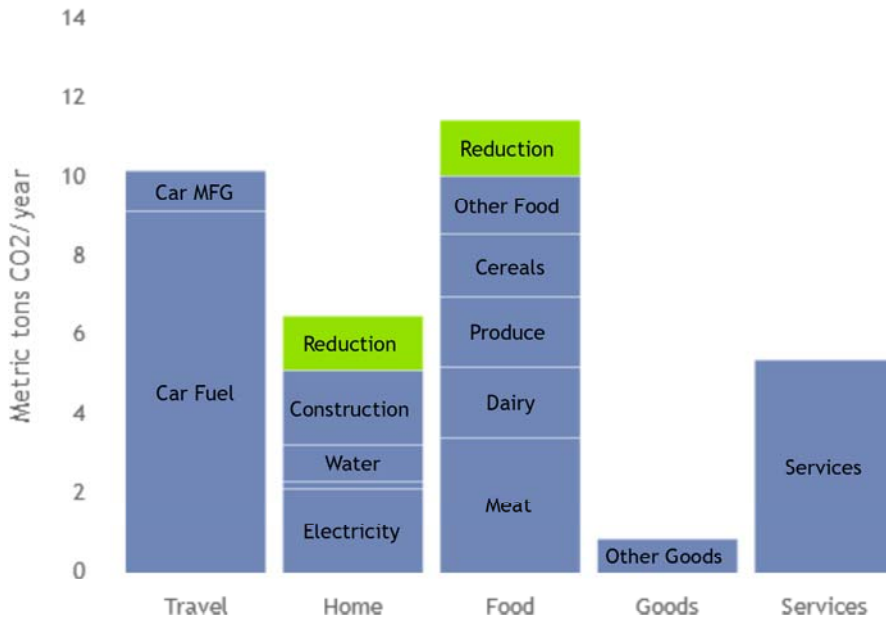 14
12
10
8
6
4
2
0
Metric tons CO2/year
Car MFG
Car Fuel
Reduction
Construction
Water
Electricity
Reduction
Other Food
Cereals
Produce
Dairy
Meat
Other Goods
Services
Travel
Home
Food
Goods
Services